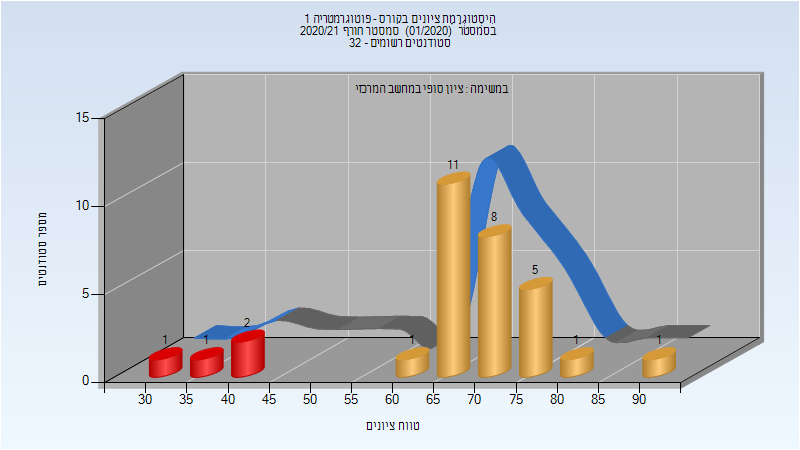 היסטוגרמת ציונים בקורס - פוטוגרמטריה 1
בסמסטר (01/2020) סמסטר חורף 2020/21
סטודנטים רשומים - 32
במשימה : ציון סופי במחשב המרכזי
15
10
5
0
מספר סטודנטים
1
1
2
1
11
8
5
1
1
30 35 40 45 50 55 60 65 70 75 80 85 90
טווח ציונים